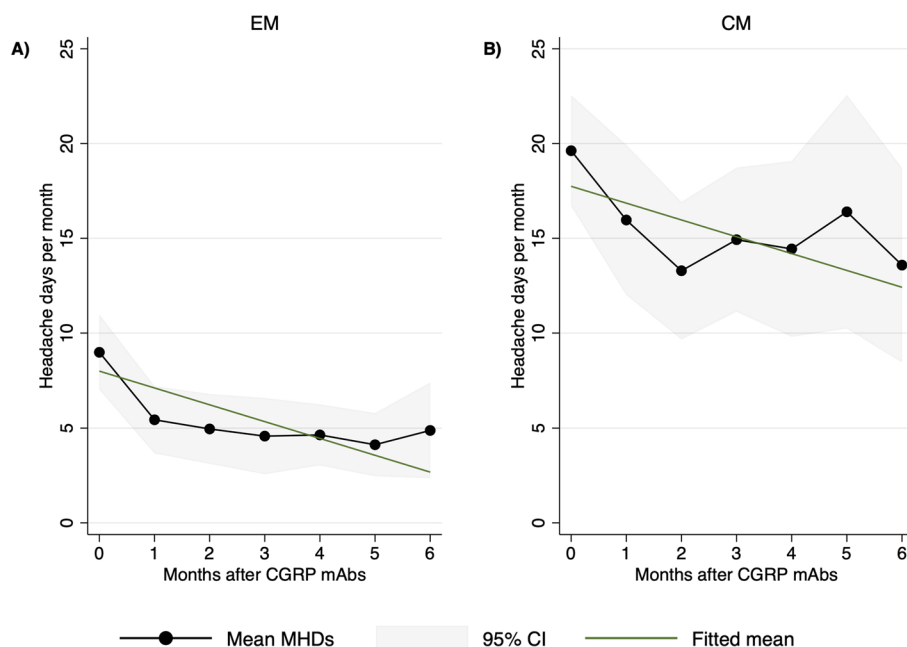 EM
A)
25
20
15
10
5
0
Headache days per month
0 1 2 3 4 5 6
Months after CGRP mAbs
CM
B)
25
20
15
10
5
0
Headache days per month
0 1 2 3 4 5 6
Months after CGRP mAbs
Mean MHDs 95% CI Fitted mean